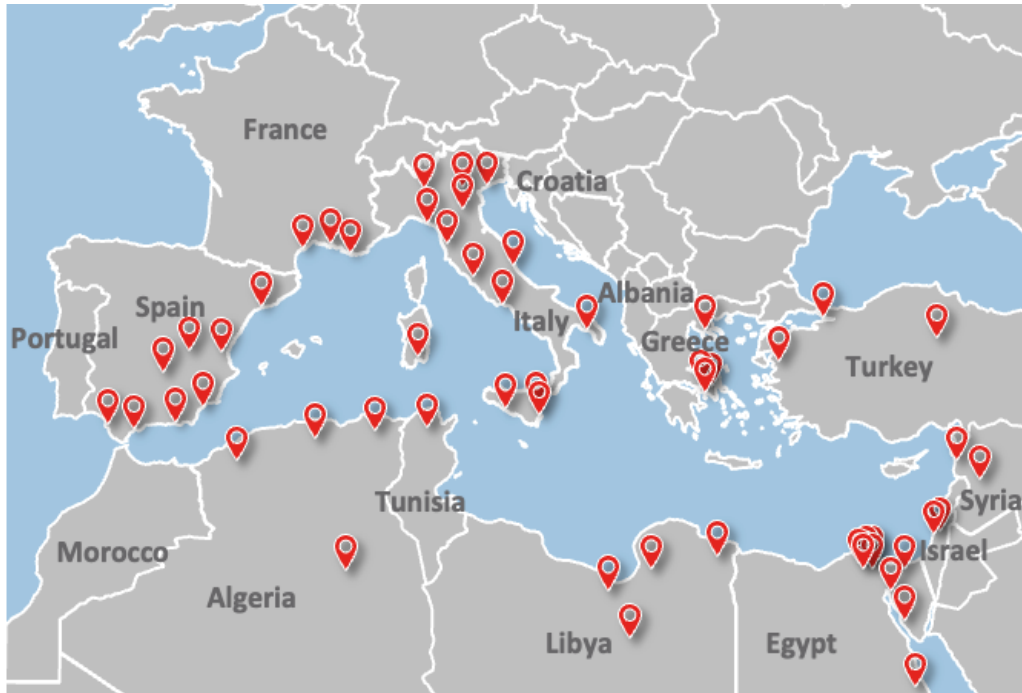 France
Croatia
Spain
Albania
Portugal
Italy
Greece
Turkey
Tunisia
Syria
Morocco
Israel
Algeria
Libya
Egypt